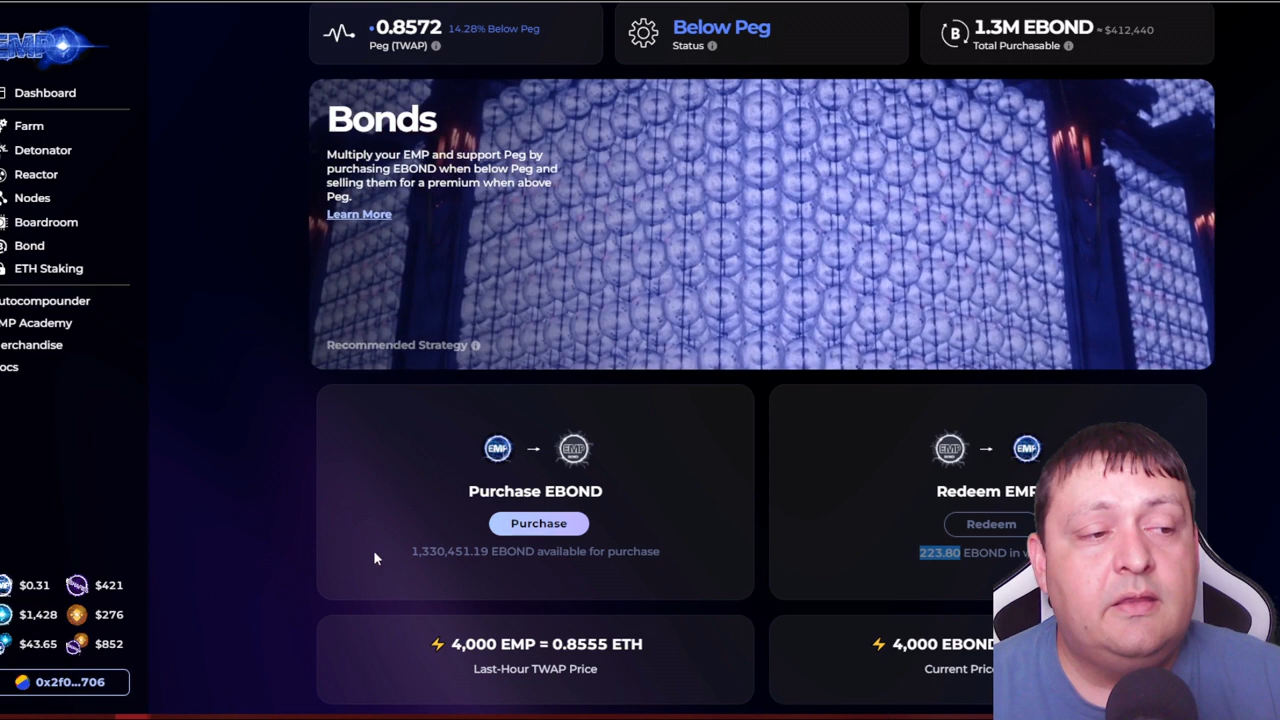 EMP
Dashboard
Farm
Detonator
Reactor
Nodes
Boardroom
Bond
ETH Staking
utocompounder
MP Academy
erchandise
ocs
$0.31 $421
$1,428 $276
$43.65 $852
0x2f0...706
0.8572 14.28% Below Peg
Peg (TWAP)
Below Peg
Status
B 1.3M EBOND ≈ $412,440
Total Purchasable
Bonds
Multiply your EMP and support Peg by
purchasing EBOND when below Peg and
selling them for a premium when above
Peg.
Learn More
Recommended Strategy
EMP EMP
Purchase EBOND
Purchase
1,330,451.19 EBOND available for purchase
EMP EMP
Redeem EMP
Redeem
223.80 EBOND in
4,000 EMP = 0.8555 ETH
Last-Hour TWAP Price
4,000 EBOND
Current Pric